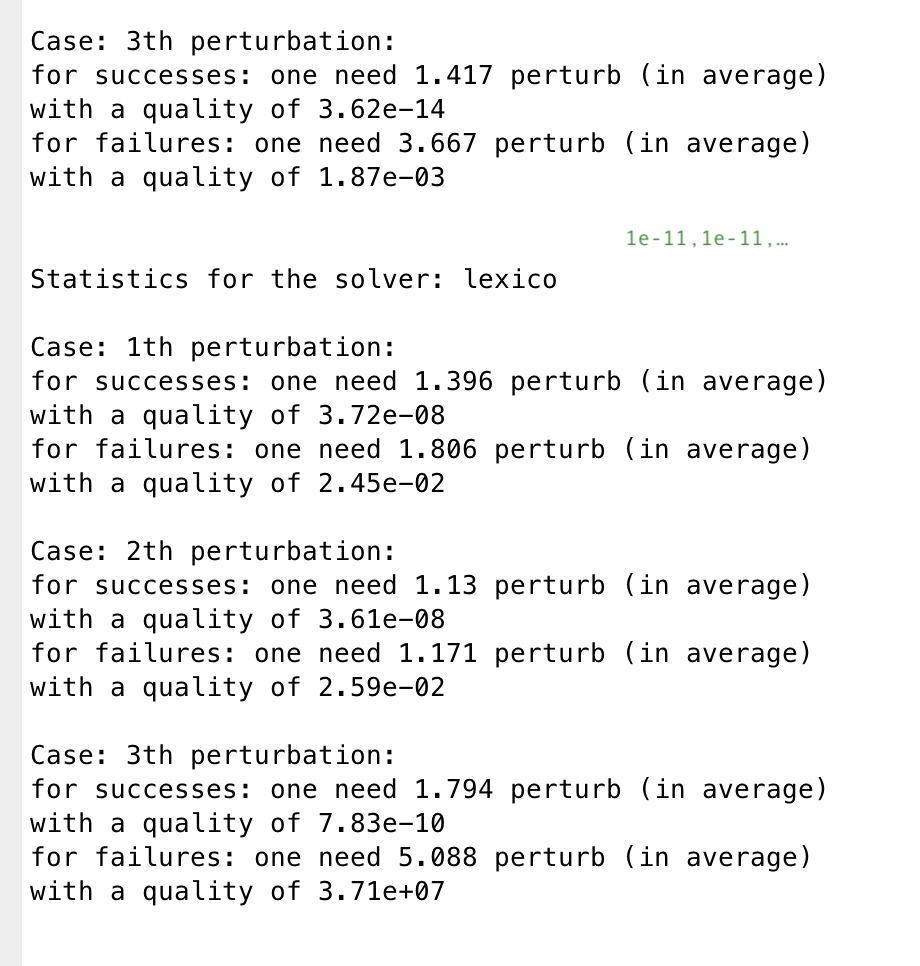 Case: 3th perturbation:
for successes: one need 1.417 perturb (in average)
with a quality of 3.62e-14
for failures: one need 3.667 perturb (in average)
with a quality of 1.87e-03
1e-11,1e-11,…
Statistics for the solver: lexico
Case: 1th perturbation:
for successes: one need 1.396 perturb (in average)
with a quality of 3.72e-08
for failures: one need 1.806 perturb (in average)
with a quality of 2.45e-02
Case: 2th perturbation:
for successes: one need 1.13 perturb (in average)
with a quality of 3.61e-08
for failures: one need 1.171 perturb (in average)
with a quality of 2.59e-02
Case: 3th perturbation:
for successes: one need 1.794 perturb (in average)
with a quality of 7.83e-10
for failures: one need 5.088 perturb (in average)
with a quality of 3.71e+07